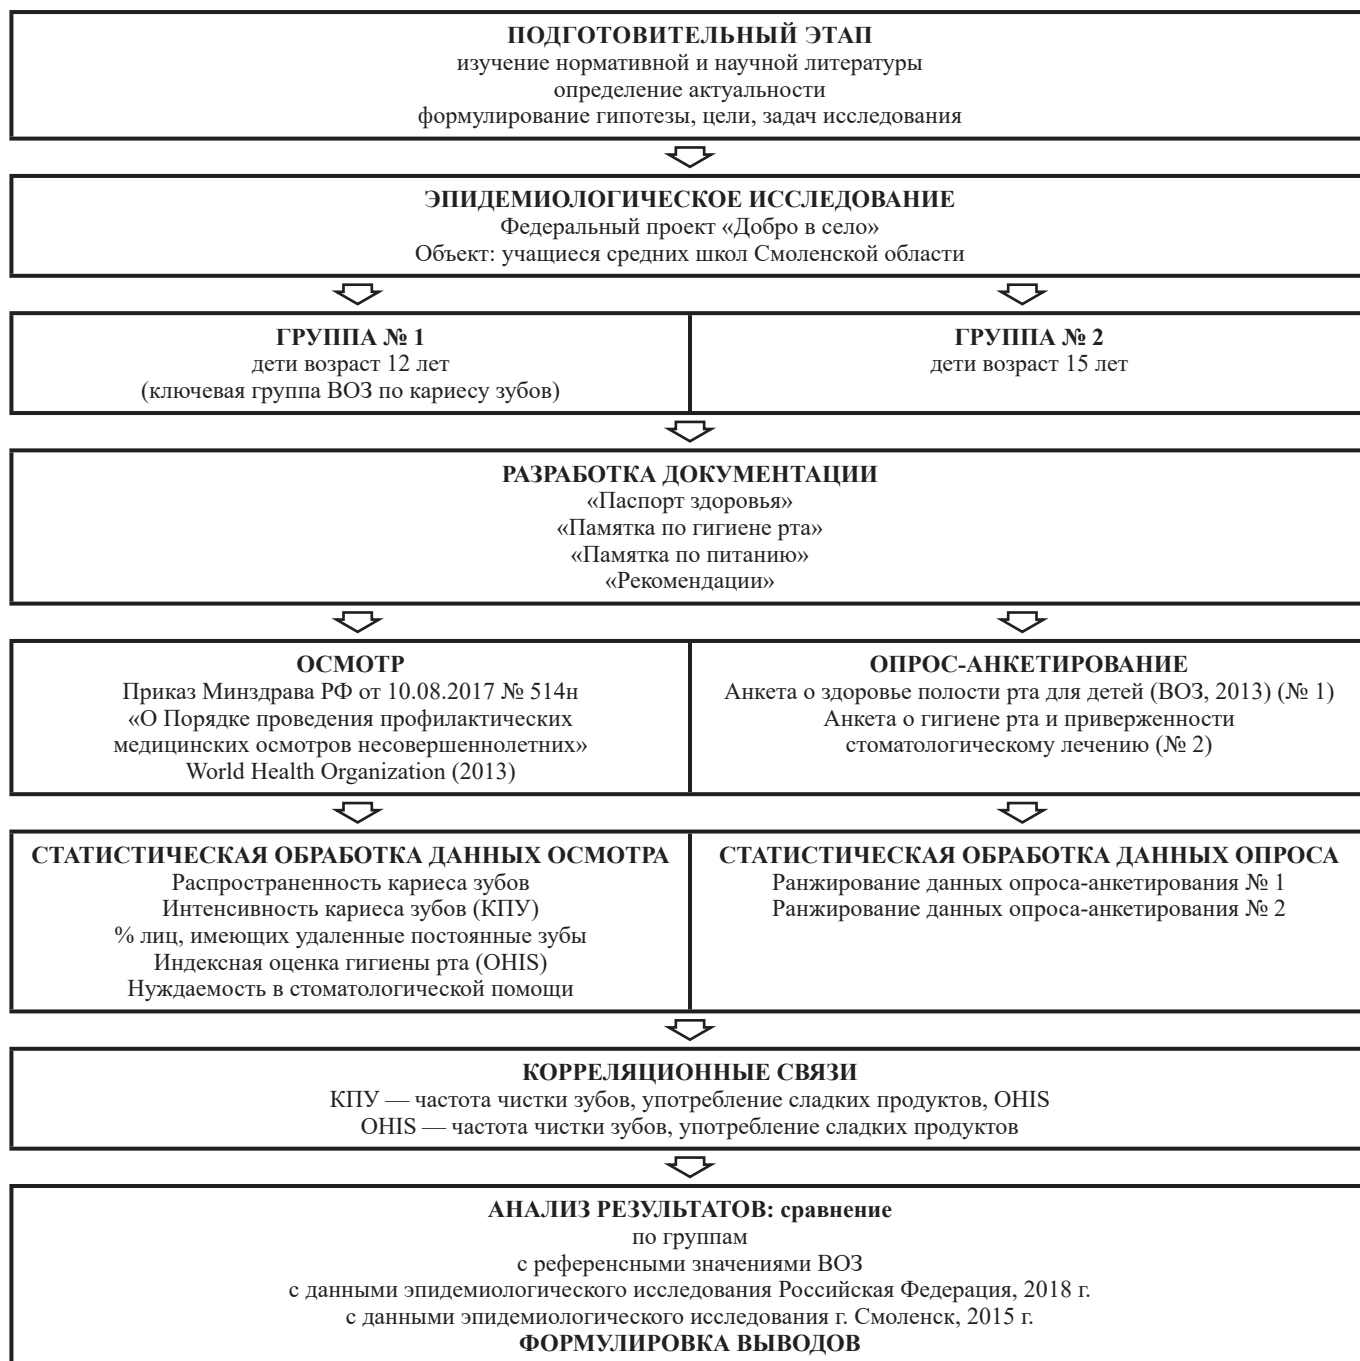 ПОДГОТОВИТЕЛЬНЫЙ ЭТАП
изучение нормативной и научной литературы
определение актуальности
формулирование гипотезы, цели, задач исследования
ЭПИДЕМИОЛОГИЧЕСКОЕ ИССЛЕДОВАНИЕ
Федеральный проект «Добро в село»
Объект: учащиеся средних школ Смоленской области
ГРУППА № 1
дети возраст 12 лет
(ключевая группа ВОЗ по кариесу зубов)
ГРУППА № 2
дети возраст 15 лет
РАЗРАБОТКА ДОКУМЕНТАЦИИ
«Паспорт здоровья»
«Памятка по гигиене рта»
«Памятка по питанию»
«Рекомендации»
ОСМОТР
Приказ Минздрава РФ от 10.08.2017 № 514н
«О Порядке проведения профилактических
медицинских осмотров несовершеннолетних»
World Health Organization (2013)
ОПРОС-АНКЕТИРОВАНИЕ
Анкета о здоровье полости рта для детей (ВОЗ, 2013) (№ 1)
Анкета о гигиене рта и приверженности
стоматологическому лечению (№ 2)
СТАТИСТИЧЕСКАЯ ОБРАБОТКА ДАННЫХ ОСМОТРА
Распространенность кариеса зубов
Интенсивность кариеса зубов (КПУ)
% лиц, имеющих удаленные постоянные зубы
Индексная оценка гигиены рта (OHIS)
Нуждаемость в стоматологической помощи
СТАТИСТИЧЕСКАЯ ОБРАБОТКА ДАННЫХ ОПРОСА
Ранжирование данных опроса-анкетирования № 1
Ранжирование данных опроса-анкетирования № 2
КОРРЕЛЯЦИОННЫЕ СВЯЗИ
КПУ — частота чистки зубов, употребление сладких продуктов, OHIS
OHIS — частота чистки зубов, употребление сладких продуктов
АНАЛИЗ РЕЗУЛЬТАТОВ: сравнение
по группам
с референсными значениями ВОЗ
с данными эпидемиологического исследования Российская Федерация, 2018 г.
с данными эпидемиологического исследования г. Смоленск, 2015 г.
ФОРМУЛИРОВКА ВЫВОДОВ